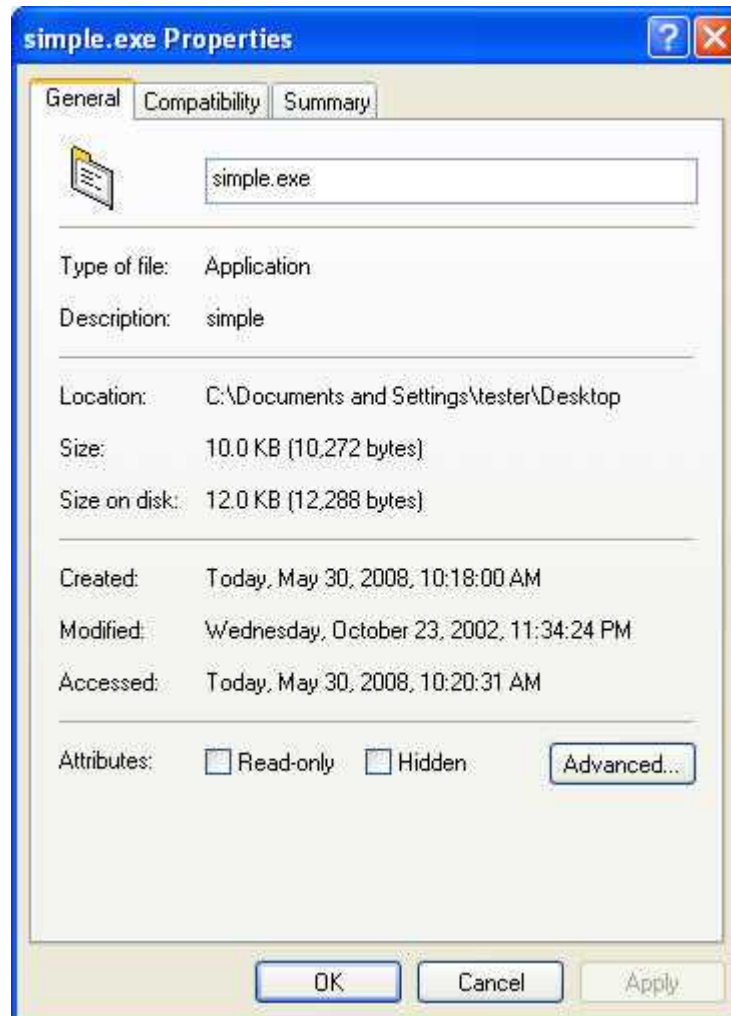 simple.exe Properties
General Compatibility Summary
simple.exe
Type of file: Application
Description: simple
Location: C:\Documents and Settings\tester\Desktop
Size: 10.0 KB (10,272 bytes)
Size on disk: 12.0 KB (12,288 bytes)
Created: Today, May 30, 2008, 10:18:00 AM
Modified: Wednesday, October 23, 2002, 11:34:24 PM
Accessed: Today, May 30, 2008, 10:20:31 AM
Attributes: Read-only Hidden Advanced...
OK Cancel Apply